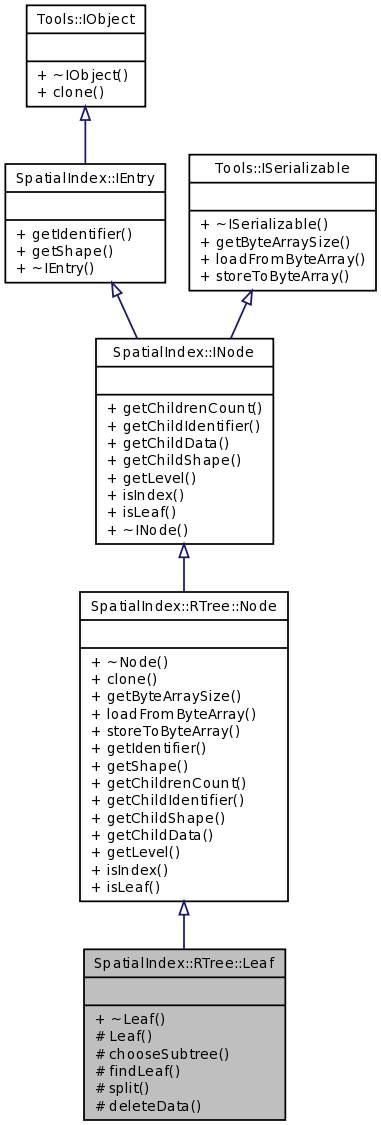 Tools::IObject
+ ~IObject()
+ clone()
SpatialIndex::IEntry
+ getIdentifier()
+ getShape()
+ ~IEntry()
Tools::ISerializable
+ ~ISerializable()
+ getByteArraySize()
+ loadFromByteArray()
+ storeToByteArray()
SpatialIndex::INode
+ getChildrenCount()
+ getChildIdentifier()
+ getChildData()
+ getChildShape()
+ getLevel()
+ isIndex()
+ isLeaf()
+ ~INode()
SpatialIndex::RTree::Node
+ ~Node()
+ clone()
+ getByteArraySize()
+ loadFromByteArray()
+ storeToByteArray()
+ getIdentifier()
+ getShape()
+ getChildrenCount()
+ getChildIdentifier()
+ getChildShape()
+ getChildData()
+ getLevel()
+ isIndex()
+ isLeaf()
SpatialIndex::RTree::Leaf
+ ~Leaf()
# Leaf()
# chooseSubtree()
# findLeaf()
# split()
# deleteData()